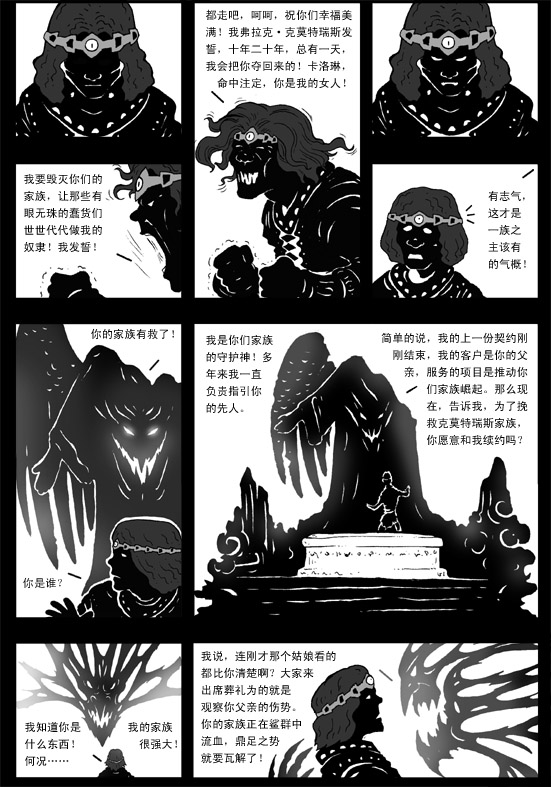 都走吧，呵呵，祝你们幸福美
满！我弗拉克·克莫特瑞斯发
誓，十年二十年，总有一天，
我会把你夺回来的！卡洛琳，
命中注定，你是我的女人！
我要毁灭你们的
家族，让那些有
眼无珠的蠢货们
世世代代做我的
奴隶！我发誓！
有志气，
这才是
一族之
主该有
的气概！
你的家族有救了！
你是谁？
我是你们家族
的守护神！多
年来我一直
负责指引你
的先人。
简单的说，我的上一份契约刚
刚结束，我的客户是你的父
亲，服务的项目是推动你
们家族崛起。那么现
在，告诉我，为了挽
救克莫特瑞斯家族，
你愿意和我续约吗？
我知道你是
什么东西！
何况……
我的家族
很强大！
我说，连刚才那个姑娘看的
都比你清楚啊？大家来
出席葬礼为的就是
观察你父亲的伤势。
你的家族正在鲨群中
流血，鼎足之势
就要瓦解了！